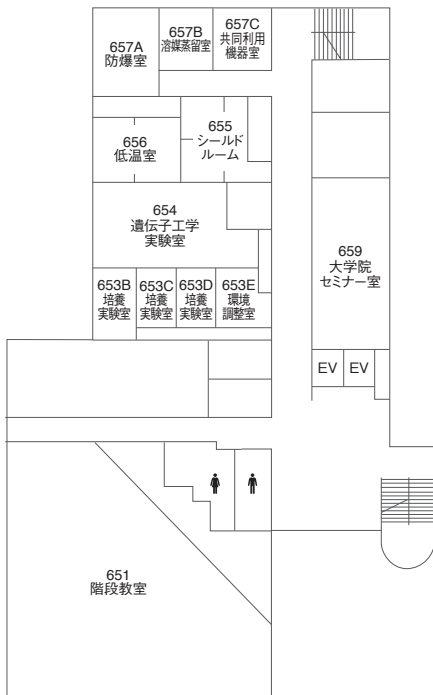 657A
防爆室
657B
溶媒蒸留室
657C
共同利用
機器室
656
低温室
655
シールド
ルーム
654
遺伝子工学
実験室
659
大学院
セミナー室
653B
培養
実験室
653C
培養
実験室
653D
培養
実験室
653E
環境
調整室
EV
EV
651
階段教室